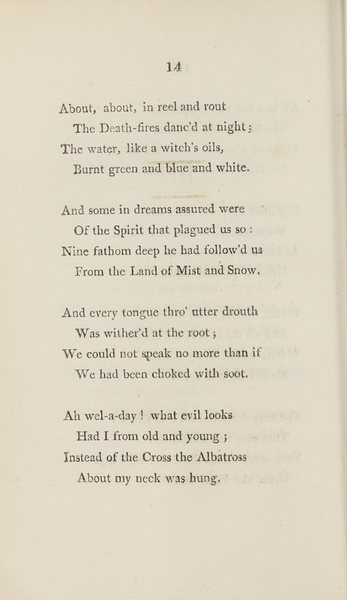 14
About, about, in reel and rout
The Death-fires danc'd at night;
The water, like a witch's oils,
Burnt green and blue and white.
And some in dreams assured were
Of the Spirit that plagued us so:
Nine fathom deep he had follow'd us
From the Land of Mist and Snow.
And every tongue thro' utter drouth
Was wither'd at the root;
We could not speak no more than if
We had been choked with soot.
Ah wel-a-day! what evil looks
Had I from old and young;
Instead of the Cross the Albatross
About my neck was hung.